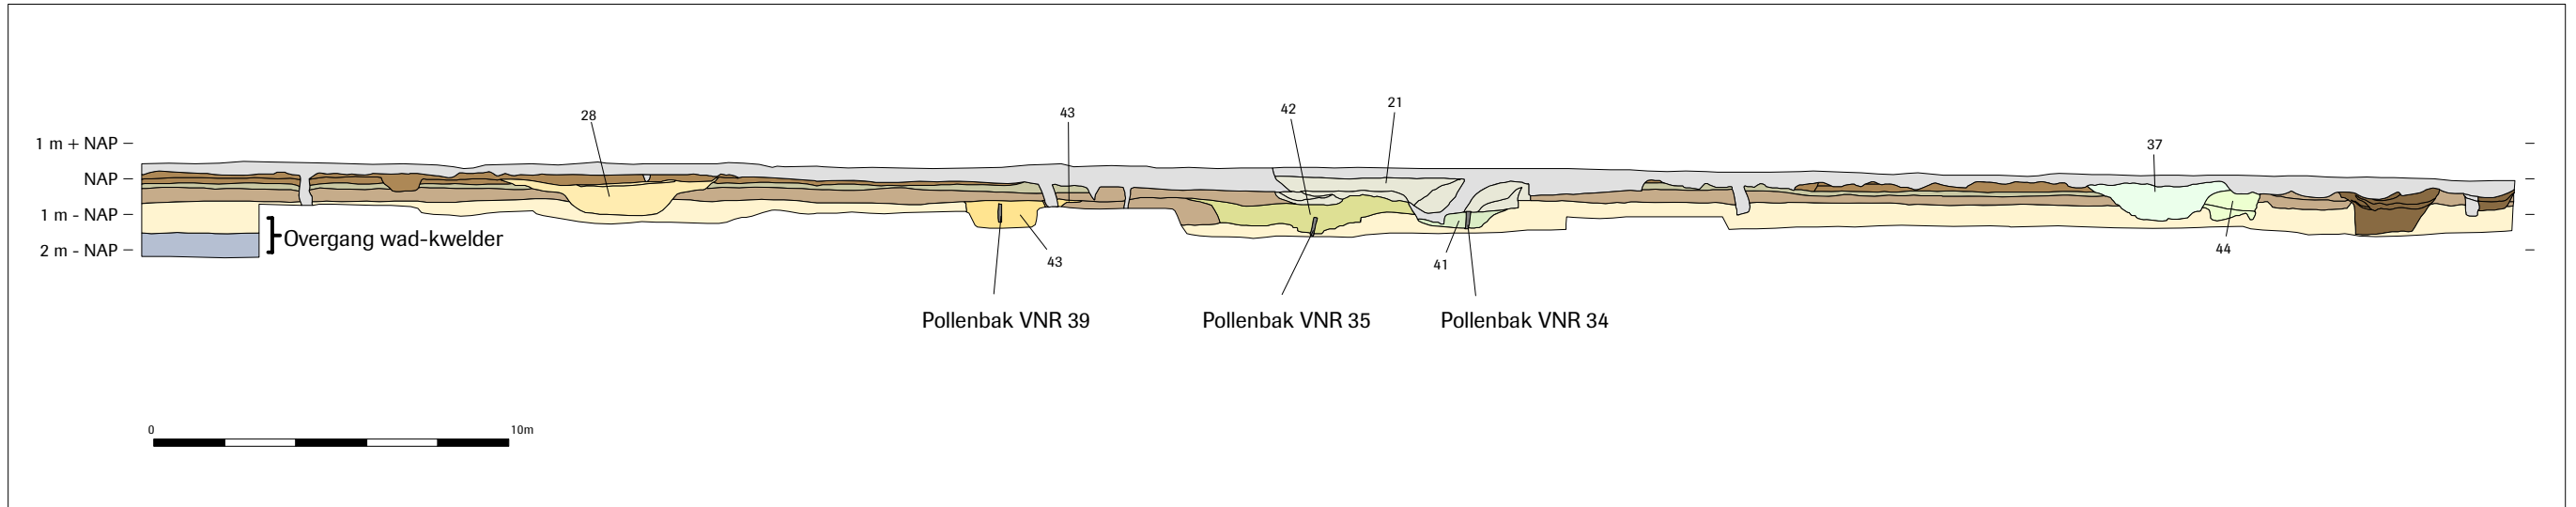 21
42
43
28
1 m + NAP
37
NAP
1 m - NAP
Overgang wad-kwelder
2 m - NAP
44
43
41
Pollenbak VNR 39
Pollenbak VNR 35
Pollenbak VNR 34
0
10m